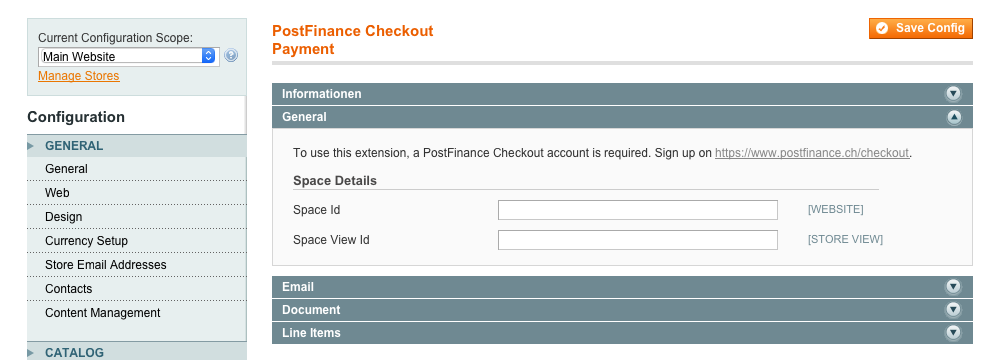 Current Configuration Scope:
Main Website
Manage Stores
Configuration
GENERAL
General
Web
Design
Currency Setup
Store Email Addresses
Contacts
Content Management
CATALOG
PostFinance Checkout
Payment
Save Config
Informationen
General
To use this extension, a PostFinance Checkout account is required. Sign up on https://www.postfinance.ch/checkout.
Space Details
Space Id [WEBSITE]
Space View Id [STORE VIEW]
Email
Document
Line Items